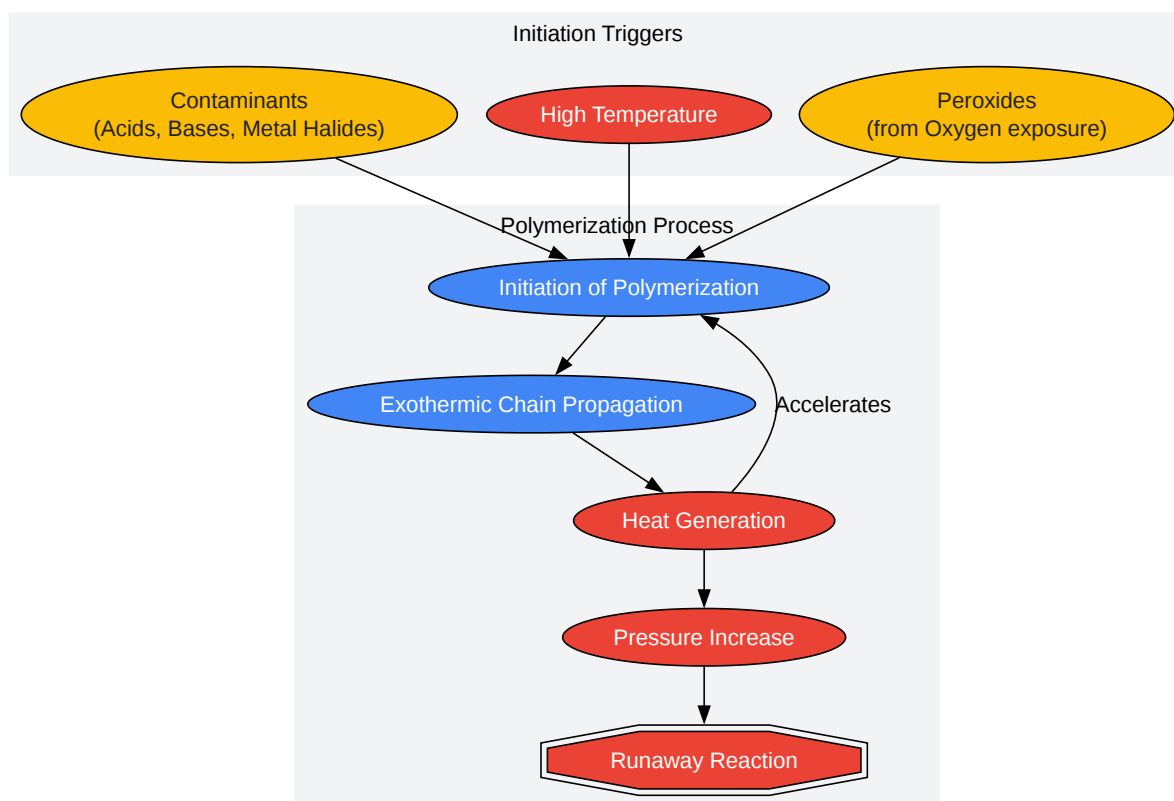 Initiation Triggers
Contaminants
(Acids, Bases, Metal Halides)
High Temperature
Peroxides
(from Oxygen exposure)
Polymerization Process
Initiation of Polymerization
Exothermic Chain Propagation
Accelerates
Heat Generation
Pressure Increase
Runaway Reaction